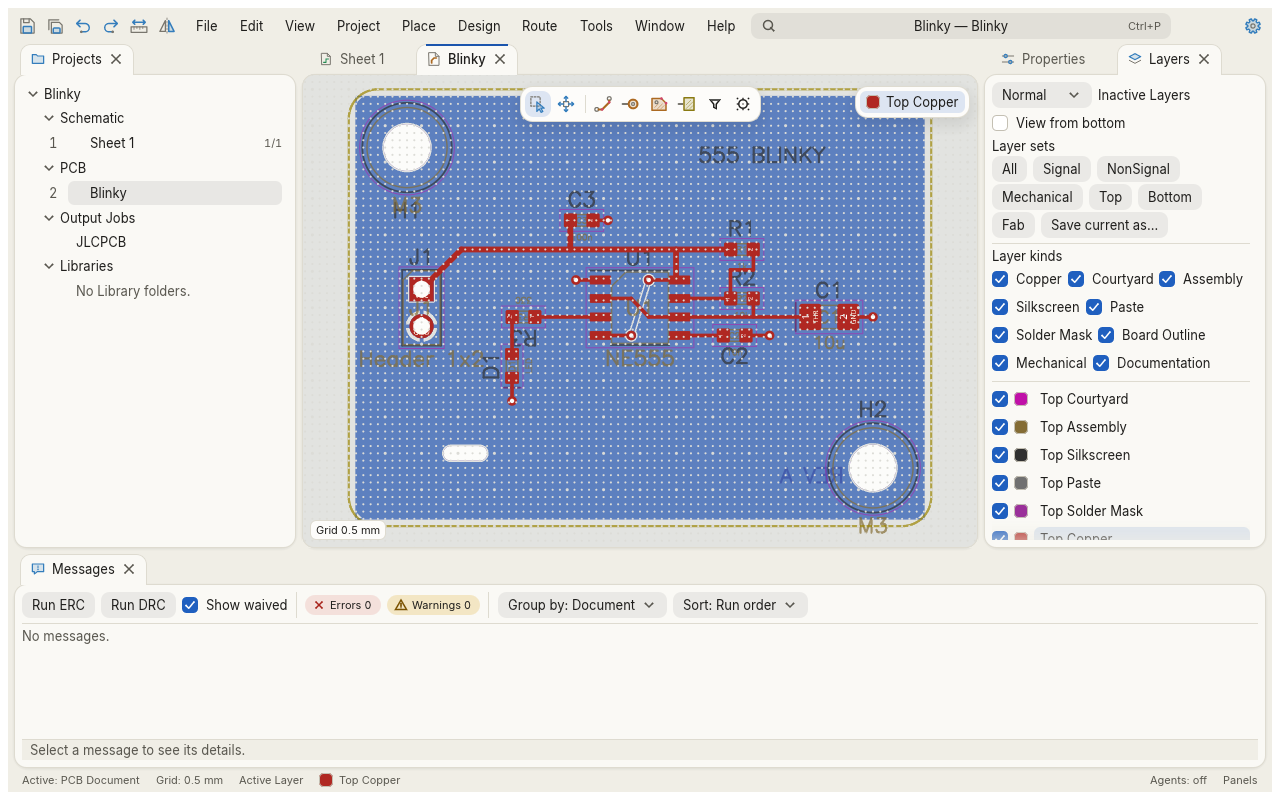 File Edit View Project Place Design Route Tools Window Help Blinky — Blinky Ctrl+P
Projects
Sheet 1 Blinky
Properties Layers
Blinky
Schematic
1 Sheet 1 1/1
PCB
2 Blinky
Output Jobs
JLCPCB
Libraries
No Library folders.
Top Copper
555 BLINKY
H1
C3
R1
J1
U1
R2
C1
THR
2
GND
10u
Header 1x2
D1
NE555
C2
H2
M3
Grid 0.5 mm
Normal Inactive Layers
View from bottom
Layer sets
All Signal NonSignal
Mechanical Top Bottom
Fab Save current as...
Layer kinds
Copper Courtyard Assembly
Silkscreen Paste
Solder Mask Board Outline
Mechanical Documentation
Top Courtyard
Top Assembly
Top Silkscreen
Top Paste
Top Solder Mask
Top Copper
Messages
Run ERC Run DRC Show waived Errors 0 Warnings 0 Group by: Document Sort: Run order
No messages.
Select a message to see its details.
Active: PCB Document Grid: 0.5 mm Active Layer Top Copper Agents: off Panels